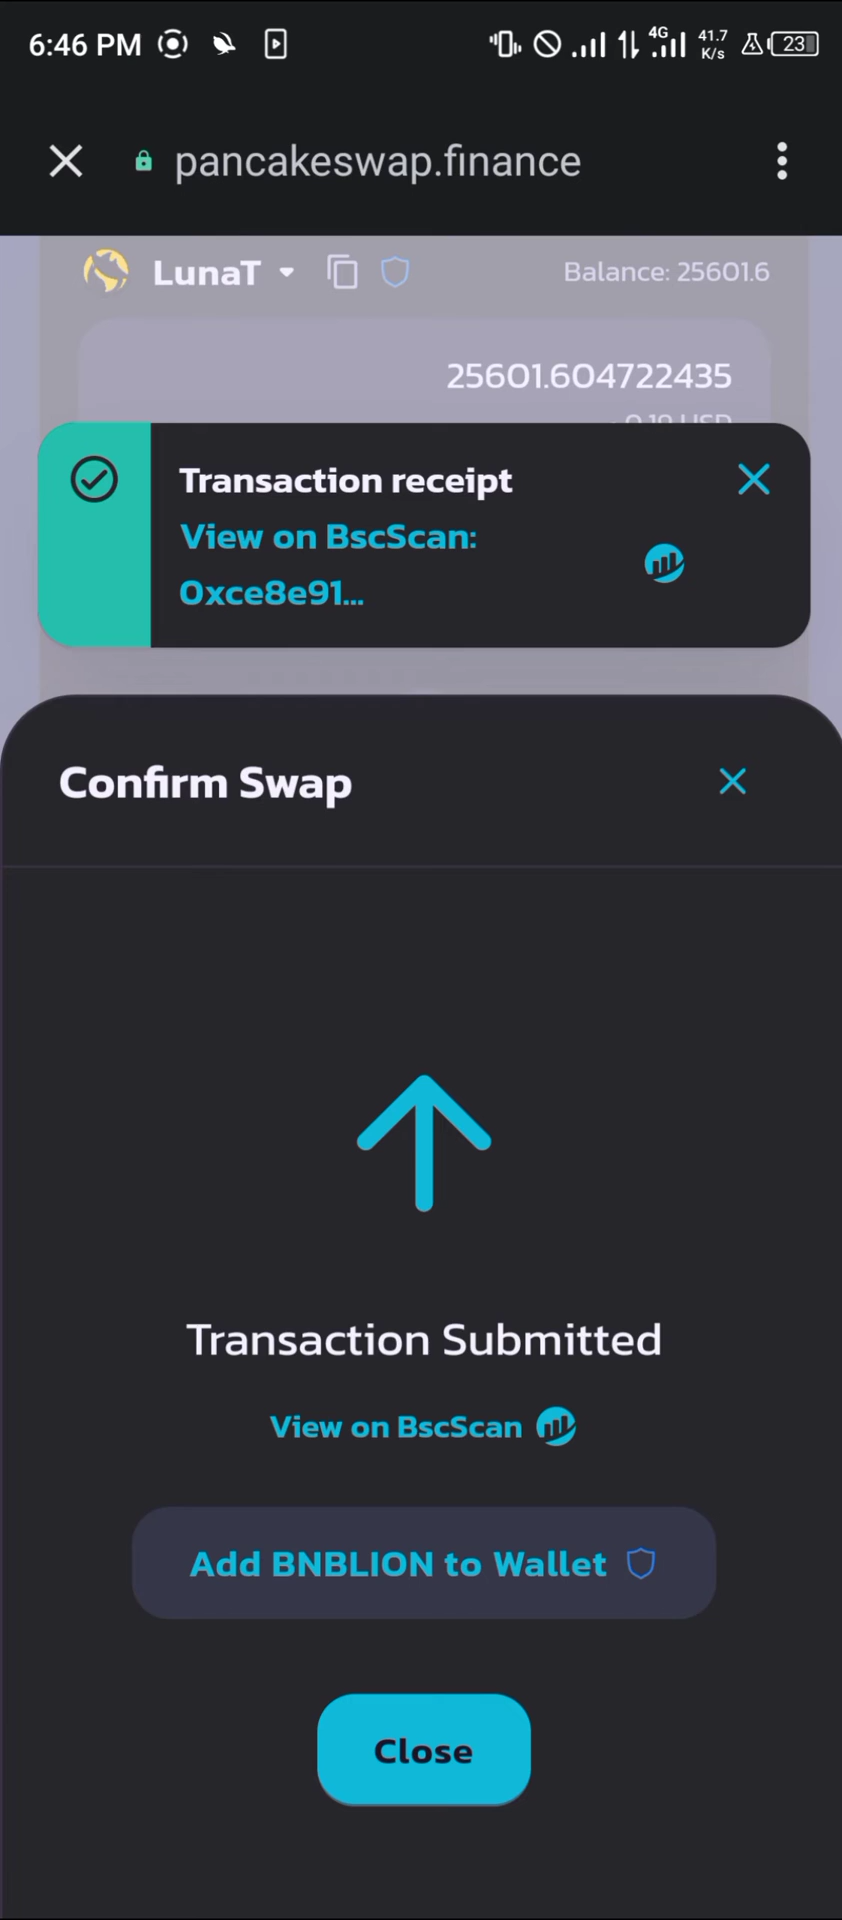 6:46 PM
4G
41.7
K/s
23
pancakeswap.finance
LunaT
Balance: 25601.6
25601.604722435
Transaction receipt
View on BscScan:
0xce8e91...
Confirm Swap
Transaction Submitted
View on BscScan
Add BNBLION to Wallet
Close